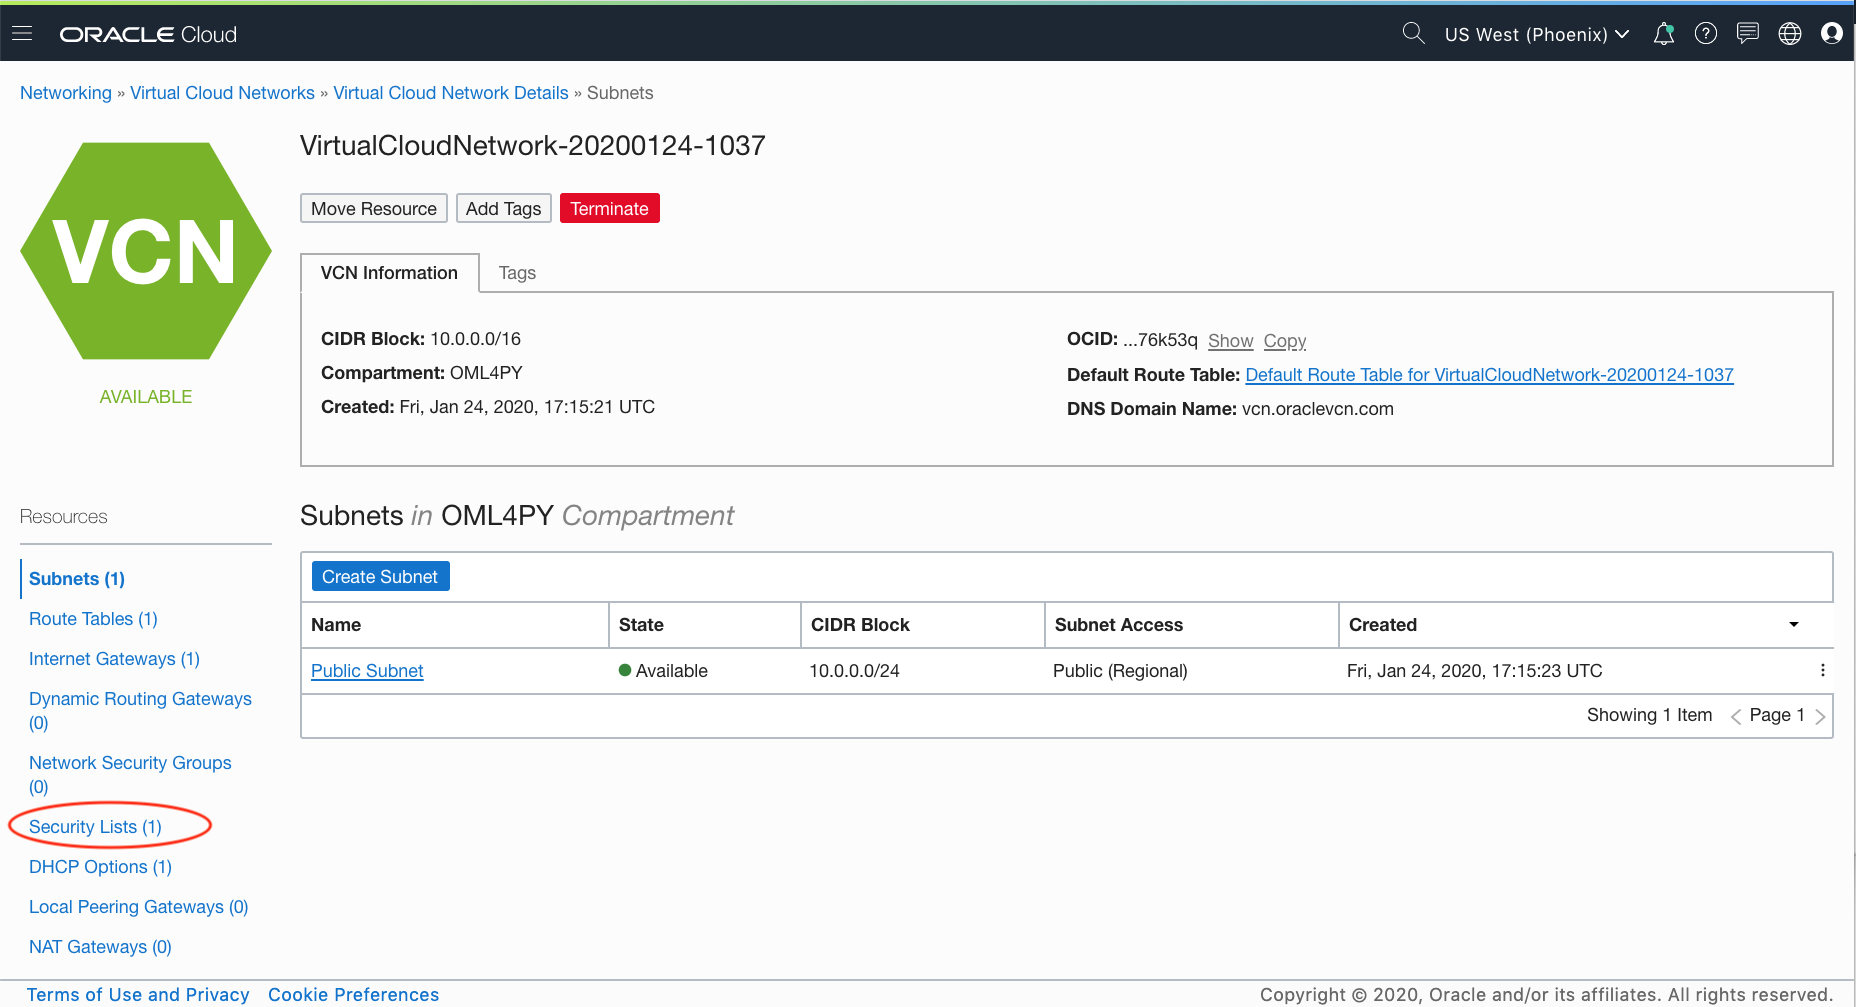 ORACLE Cloud
US West (Phoenix)
Networking » Virtual Cloud Networks » Virtual Cloud Network Details » Subnets
VCN
AVAILABLE
VirtualCloudNetwork-20200124-1037
Move Resource Add Tags Terminate
VCN Information Tags
CIDR Block: 10.0.0.0/16
Compartment: OML4PY
Created: Fri, Jan 24, 2020, 17:15:21 UTC
OCID: ...76k53q Show Copy
Default Route Table: Default Route Table for VirtualCloudNetwork-20200124-1037
DNS Domain Name: vcn.oraclevcn.com
Resources
Subnets (1)
Route Tables (1)
Internet Gateways (1)
Dynamic Routing Gateways
(0)
Network Security Groups
(0)
Security Lists (1)
DHCP Options (1)
Local Peering Gateways (0)
NAT Gateways (0)
Subnets in OML4PY Compartment
Create Subnet
Name State CIDR Block Subnet Access Created
Public Subnet Available 10.0.0.0/24 Public (Regional) Fri, Jan 24, 2020, 17:15:23 UTC
Showing 1 Item < Page 1 >
Terms of Use and Privacy Cookie Preferences
Copyright © 2020, Oracle and/or its affiliates. All rights reserved.